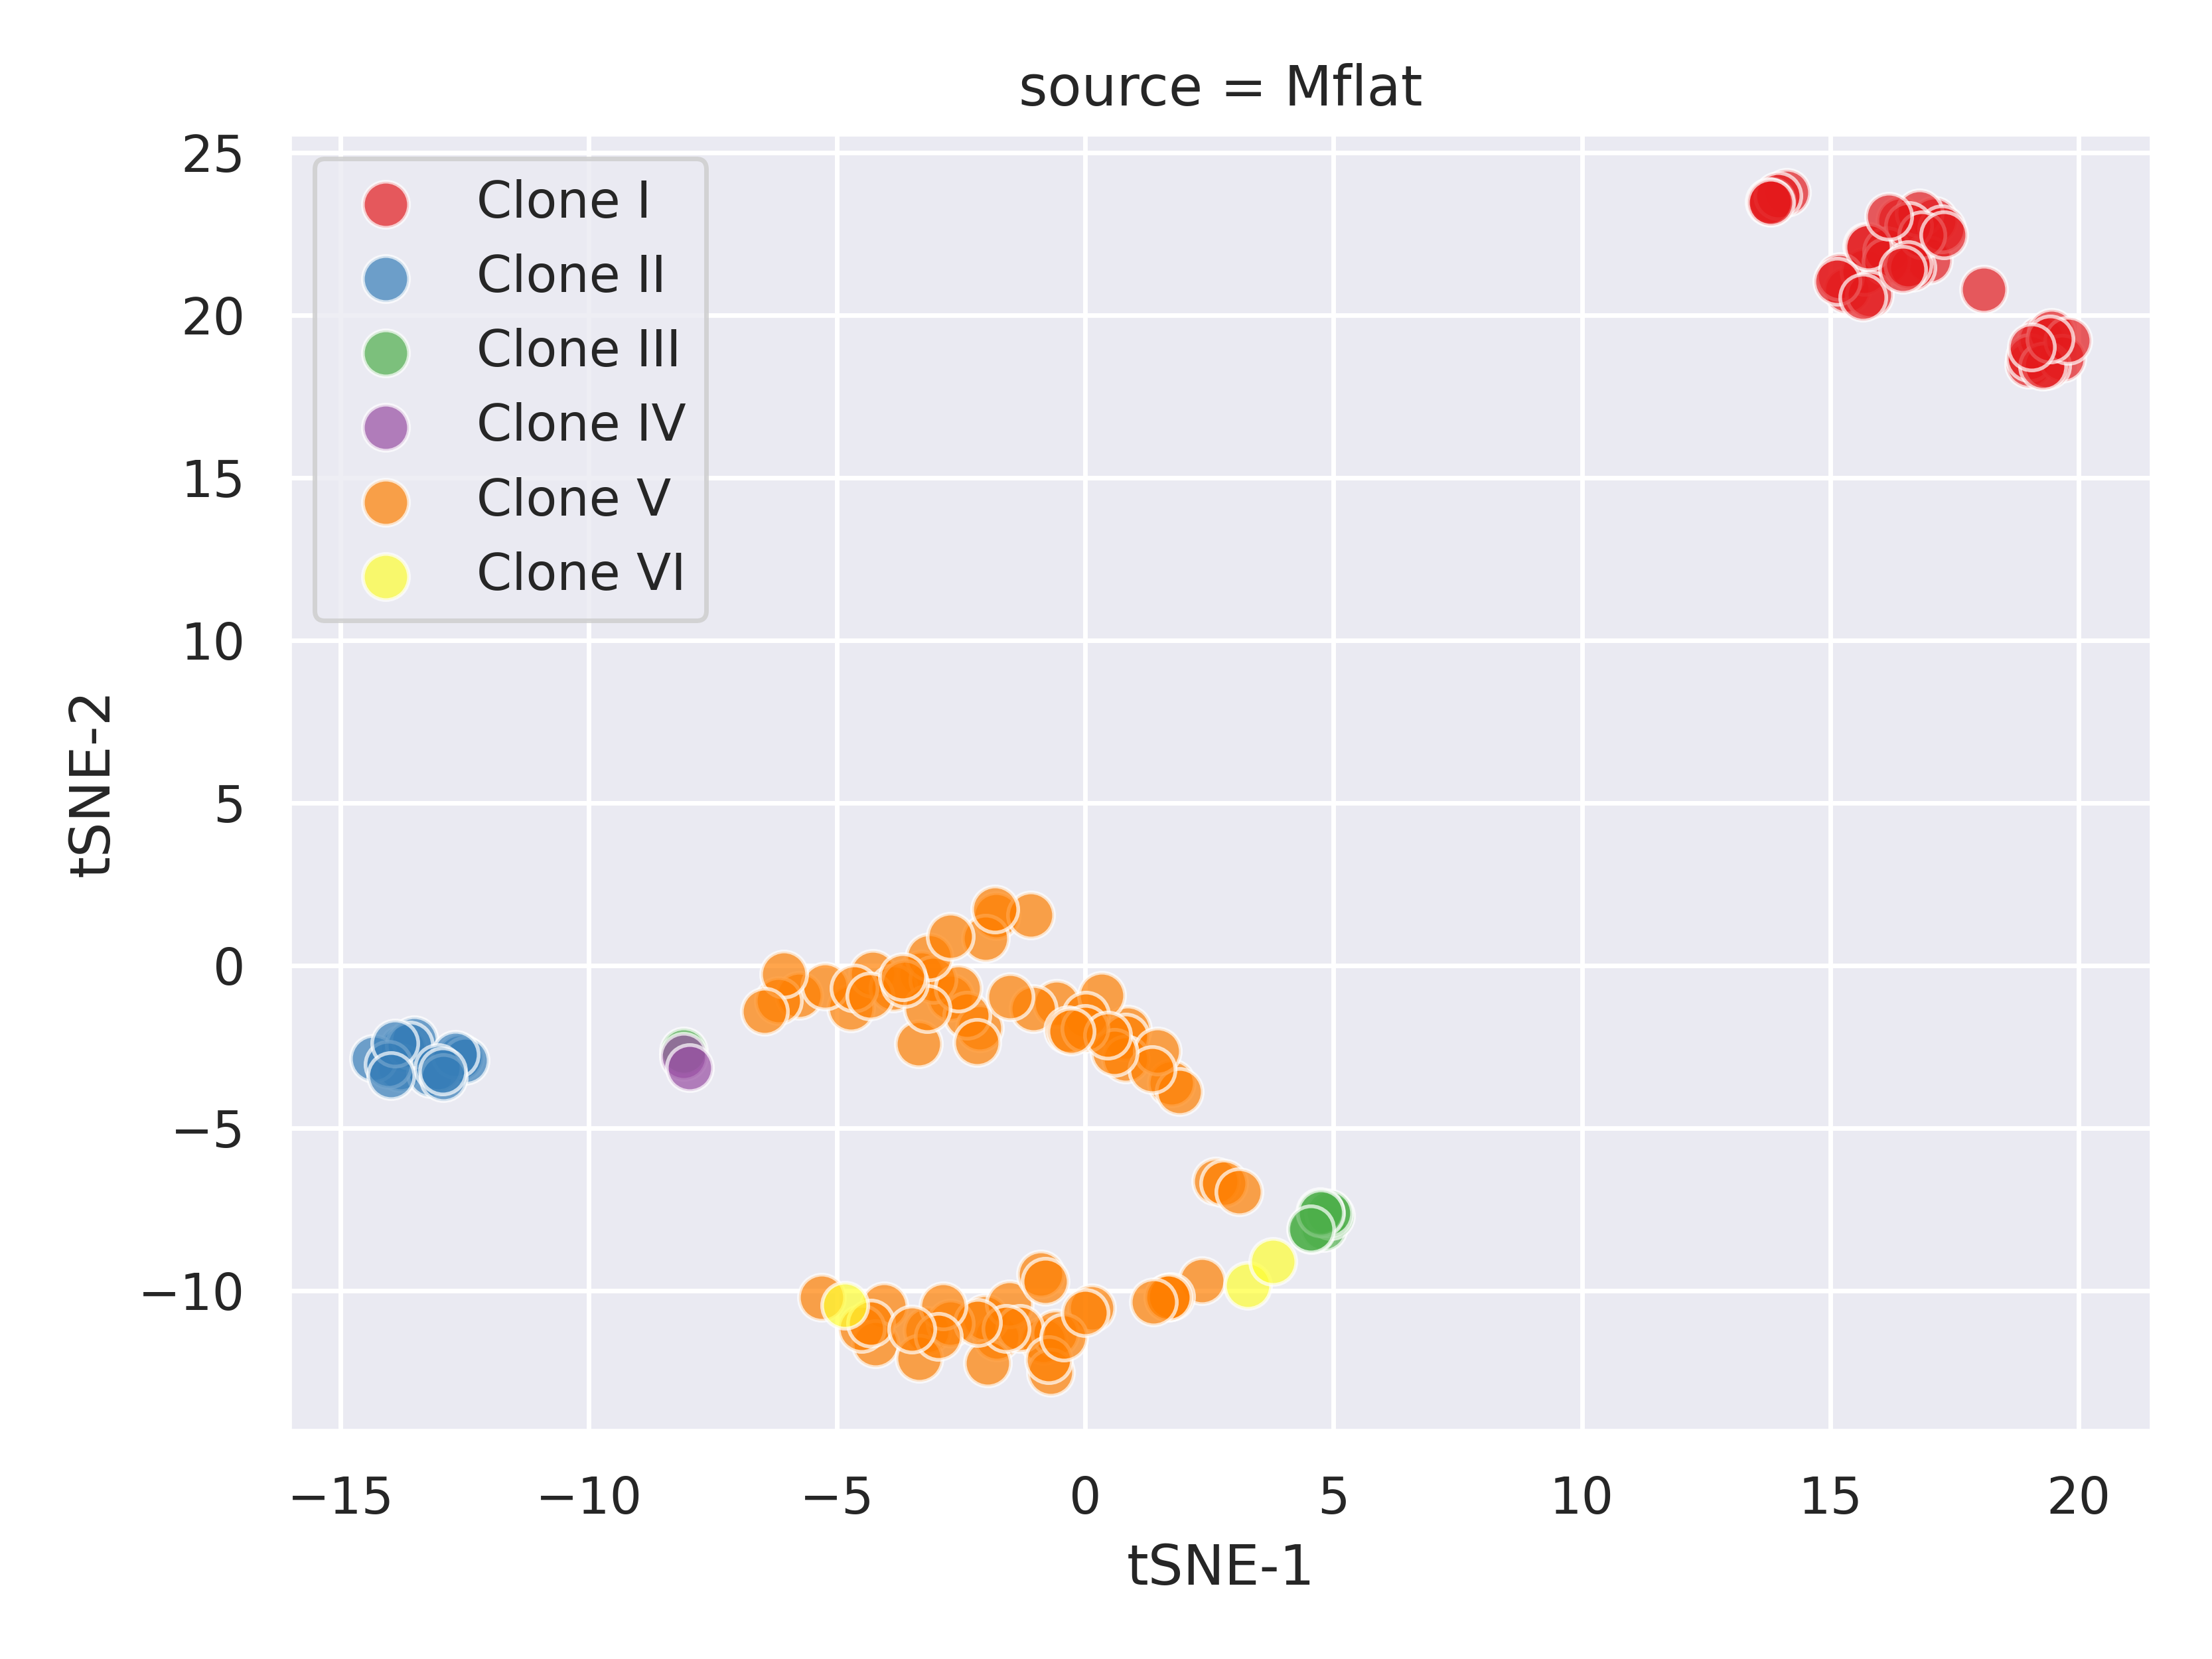 source = Mflat
25
20
15
10
5
0
−5
−10
tSNE-2
Clone I
Clone II
Clone III
Clone IV
Clone V
Clone VI
−15 −10 −5 0 5 10 15 20
tSNE-1